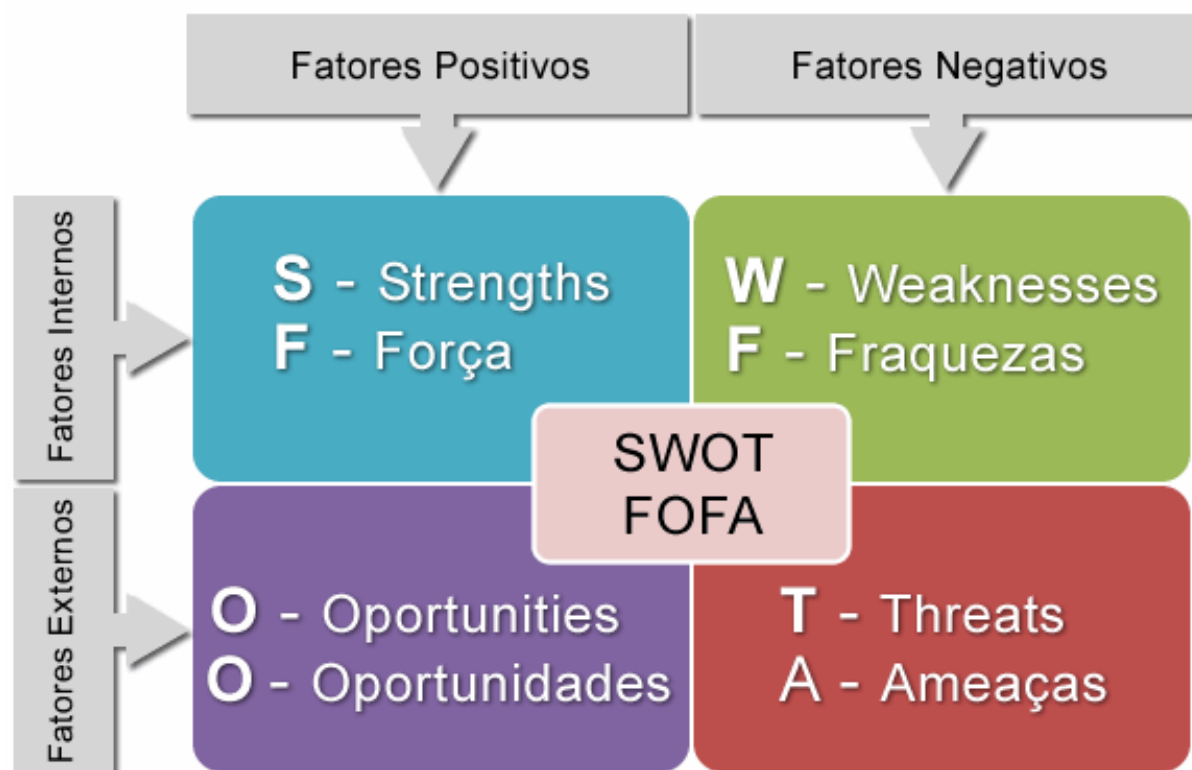 Fatores Positivos
Fatores Negativos
Fatores Internos
S - Strengths
F - Força
W - Weaknesses
F - Fraquezas
SWOT
FOFA
Fatores Externos
O - Oportunities
O - Oportunidades
T - Threats
A - Ameaças